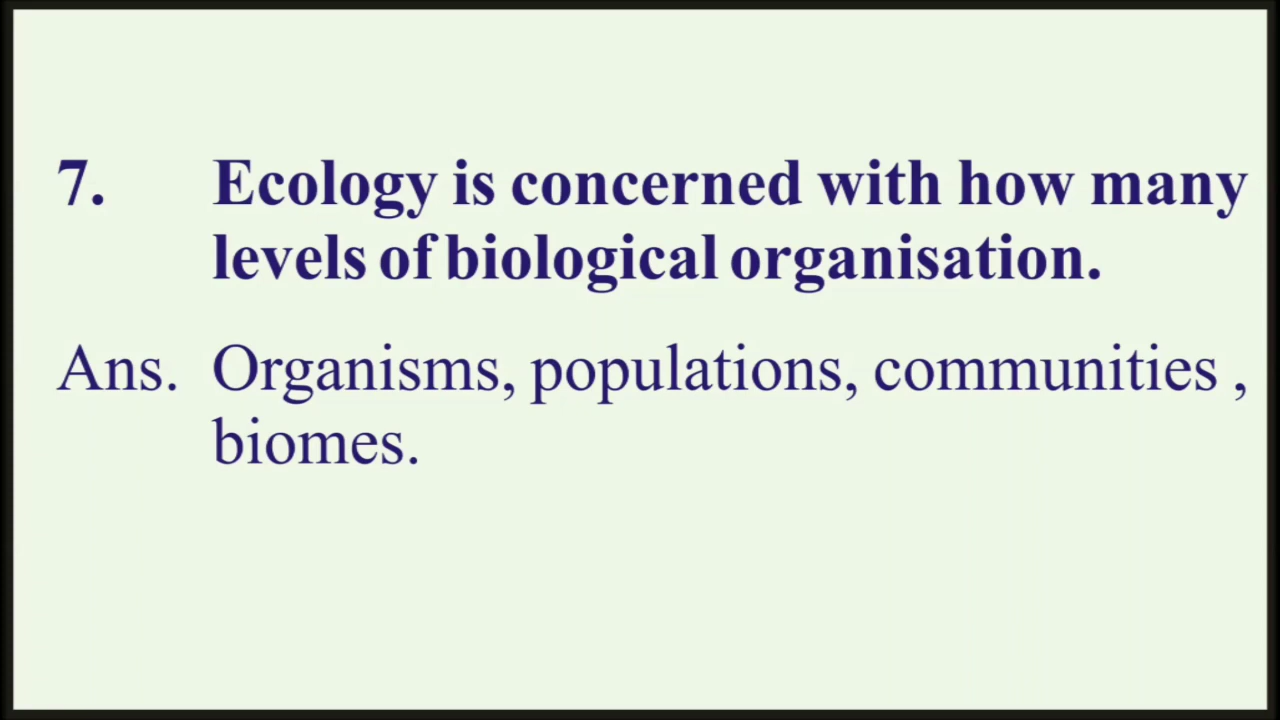 7. Ecology is concerned with how many
levels of biological organisation.
Ans. Organisms, populations, communities ,
biomes.